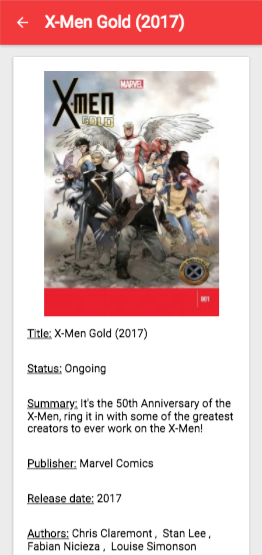 ← X-Men Gold (2017)
MARVEL
X-MEN
GOLD
001
Title: X-Men Gold (2017)
Status: Ongoing
Summary: It's the 50th Anniversary of the
X-Men, ring it in with some of the greatest
creators to ever work on the X-Men!
Publisher: Marvel Comics
Release date: 2017
Authors: Chris Claremont , Stan Lee ,
Fabian Nicieza , Louise Simonson